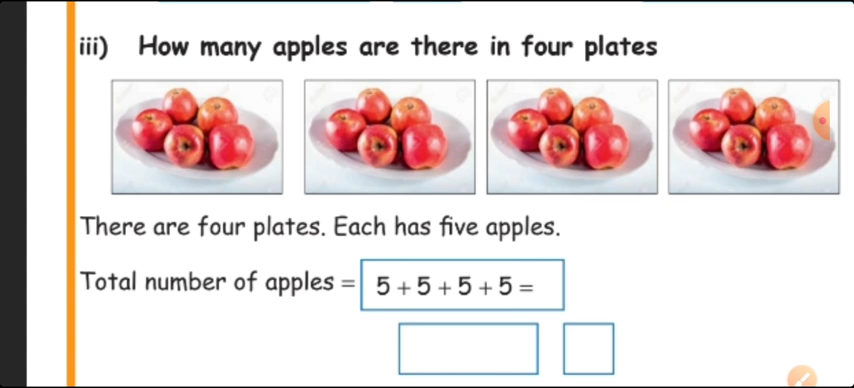 iii) How many apples are there in four plates
There are four plates. Each has five apples.
Total number of apples = 5 + 5 + 5 + 5 =